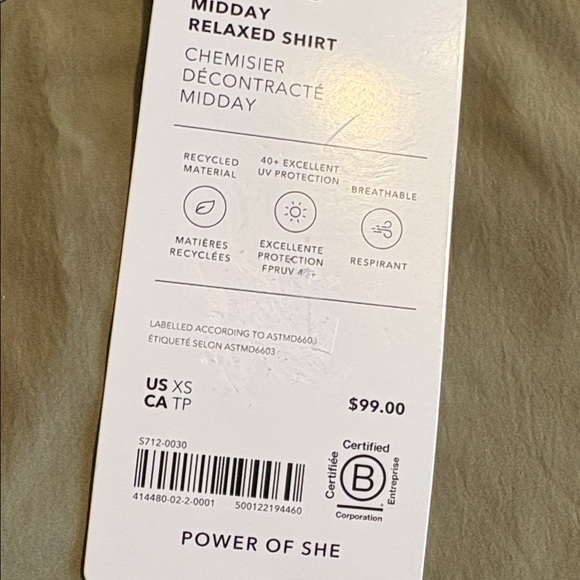 MIDDAY
RELAXED SHIRT
CHEMISIER
DÉCONTRACTÉ
MIDDAY
RECYCLED
MATERIAL
40+ EXCELLENT
UV PROTECTION
BREATHABLE
MATIÈRES
RECYCLÉES
EXCELLENTE
PROTECTION
FPRUV 40+
RESPIRANT
LABELLED ACCORDING TO ASTMD6603
ÉTIQUETÉ SELON ASTMD6603
US XS
CA TP
$99.00
S712-0030
414480-02-2-0001 500122194460
Certified
Certifiée
B
Entreprise
Corporation
POWER OF SHE